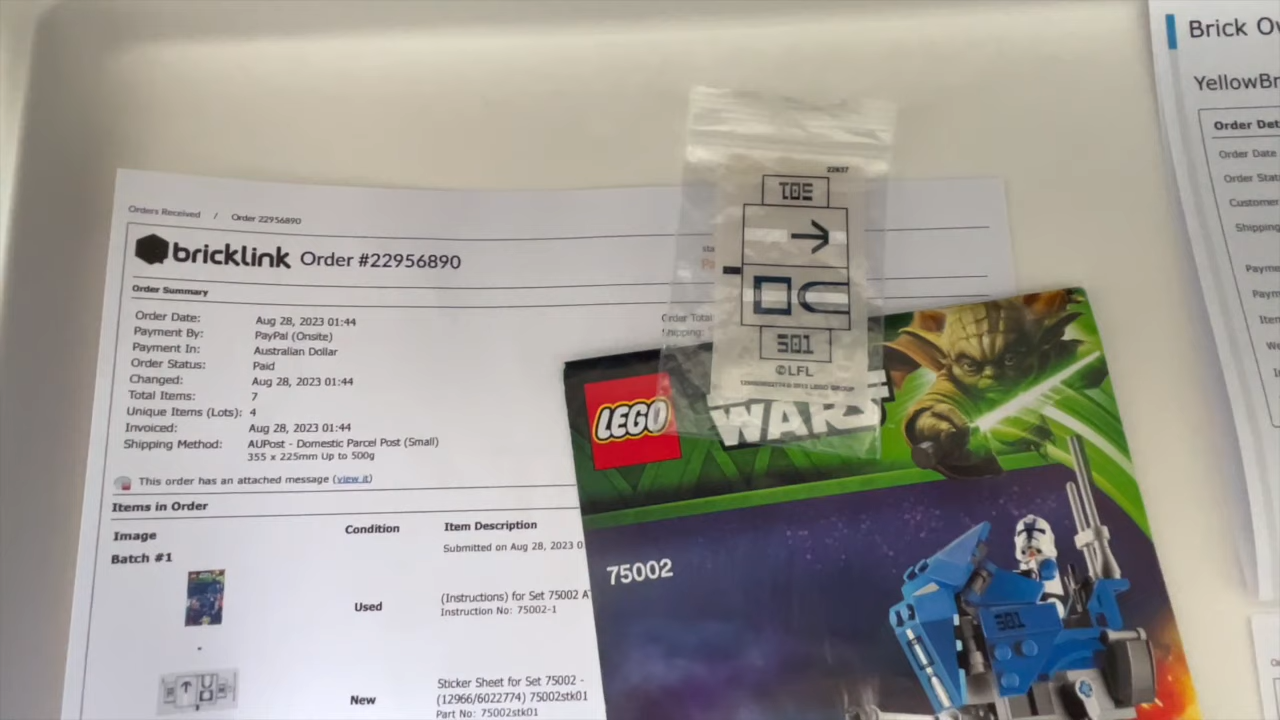 Orders Received / Order 22956890
bricklink Order #22956890
Order Summary
Order Date: Aug 28, 2023 01:44
Payment By: PayPal (Onsite)
Payment In: Australian Dollar
Order Status: Paid
Changed: Aug 28, 2023 01:44
Total Items: 7
Unique Items (Lots): 4
Invoiced: Aug 28, 2023 01:44
Shipping Method: AUPost - Domestic Parcel Post (Small)
355 x 225mm Up to 500g
Order Total
Shipping:
This order has an attached message (view it)
Items in Order
Image Condition Item Description
Batch #1 Submitted on Aug 28, 2023
Used (Instructions) for Set 75002
Instruction No: 75002-1
New Sticker Sheet for Set 75002 -
(12966/6022774) 75002stk01
Part No: 75002stk01
501
501
©LFL
LEGO
WARS
75002
501
Brick
Order
Order Date
Order
Customer
Shipping